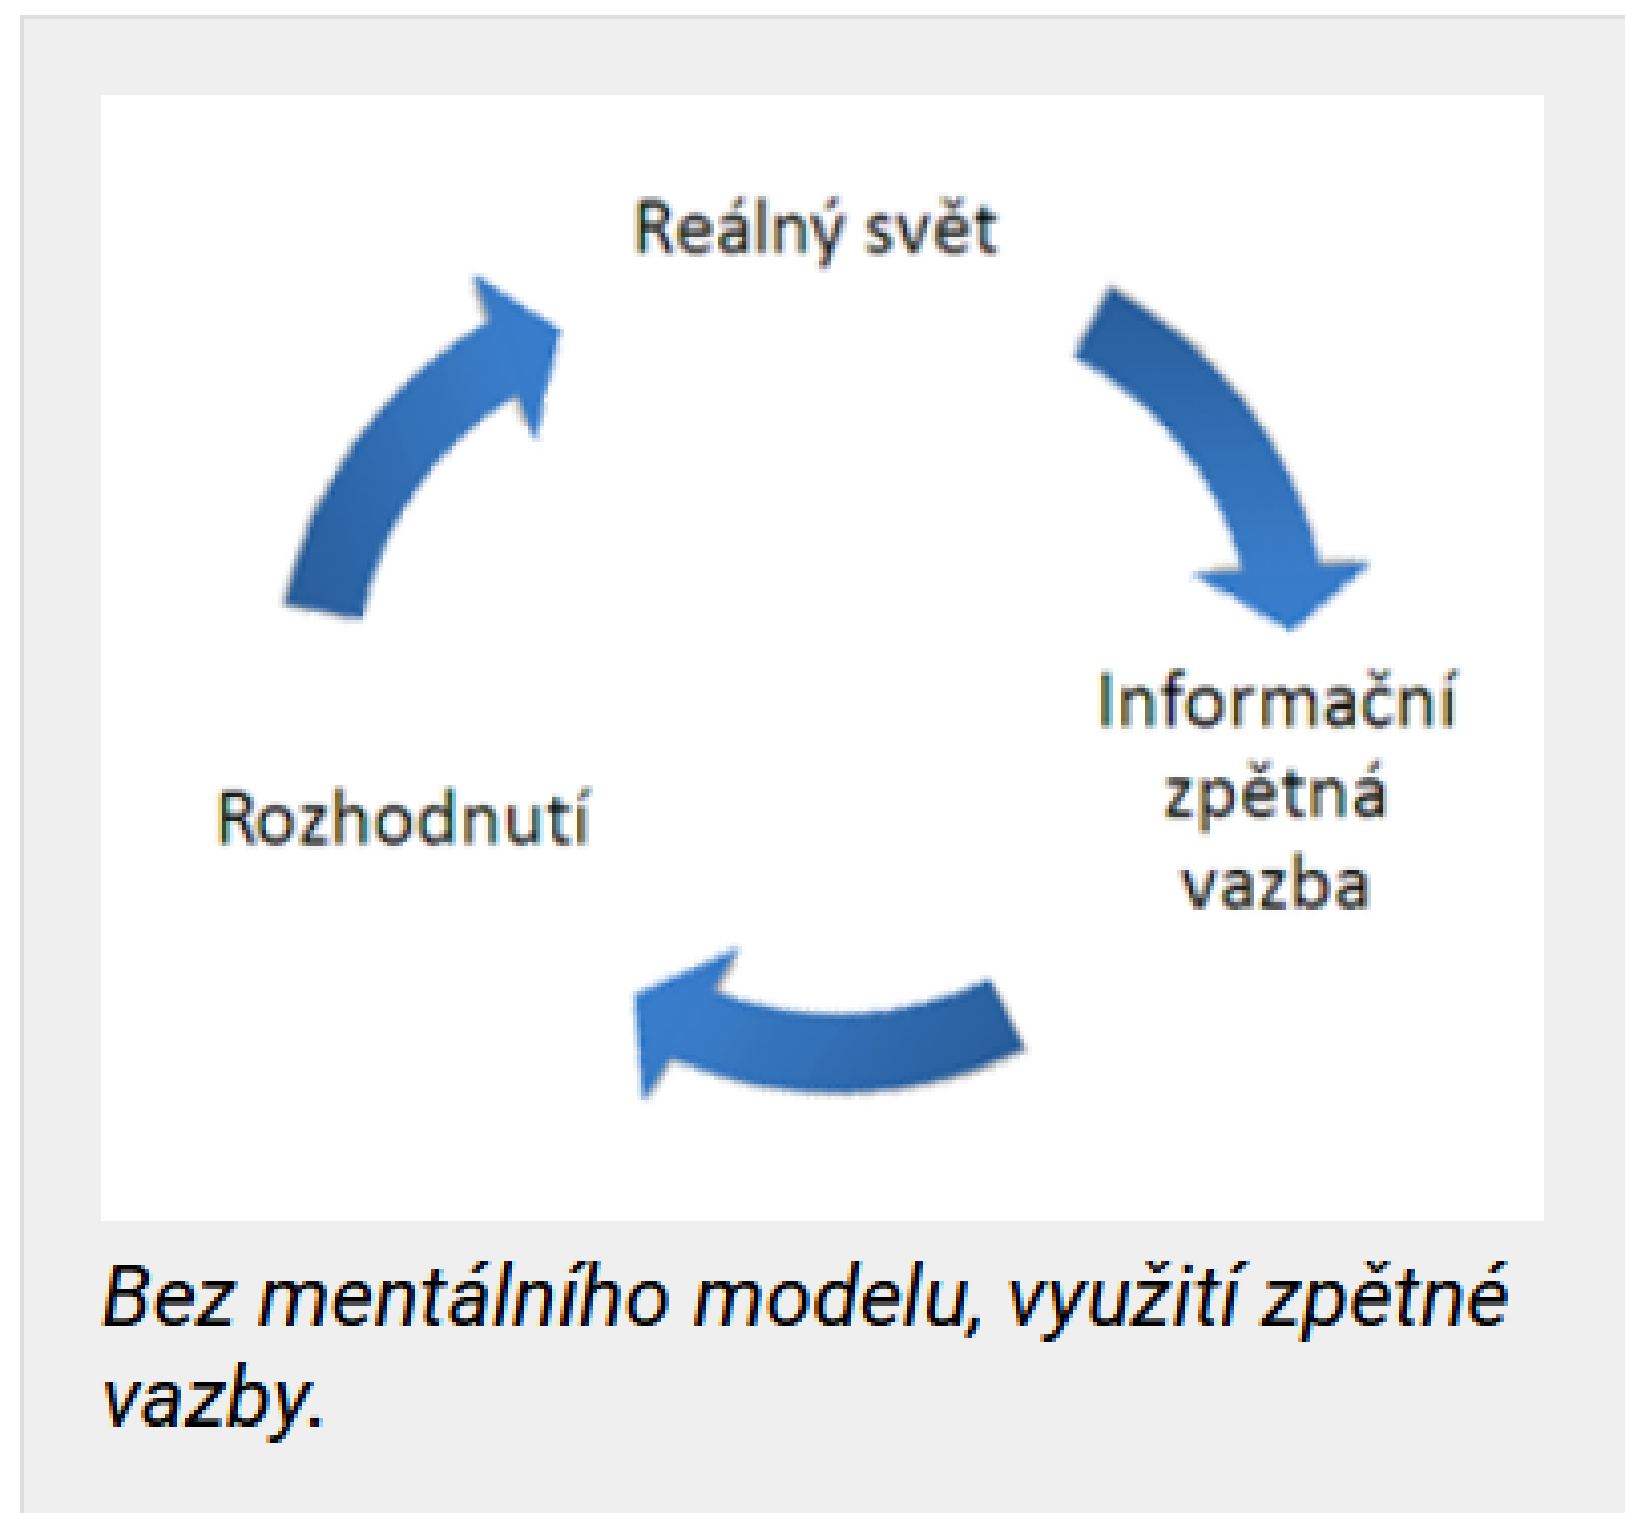 Reálný svět
Informační
zpětná
vazba
Rozhodnutí
Bez mentálního modelu, využití zpětné
vazby.